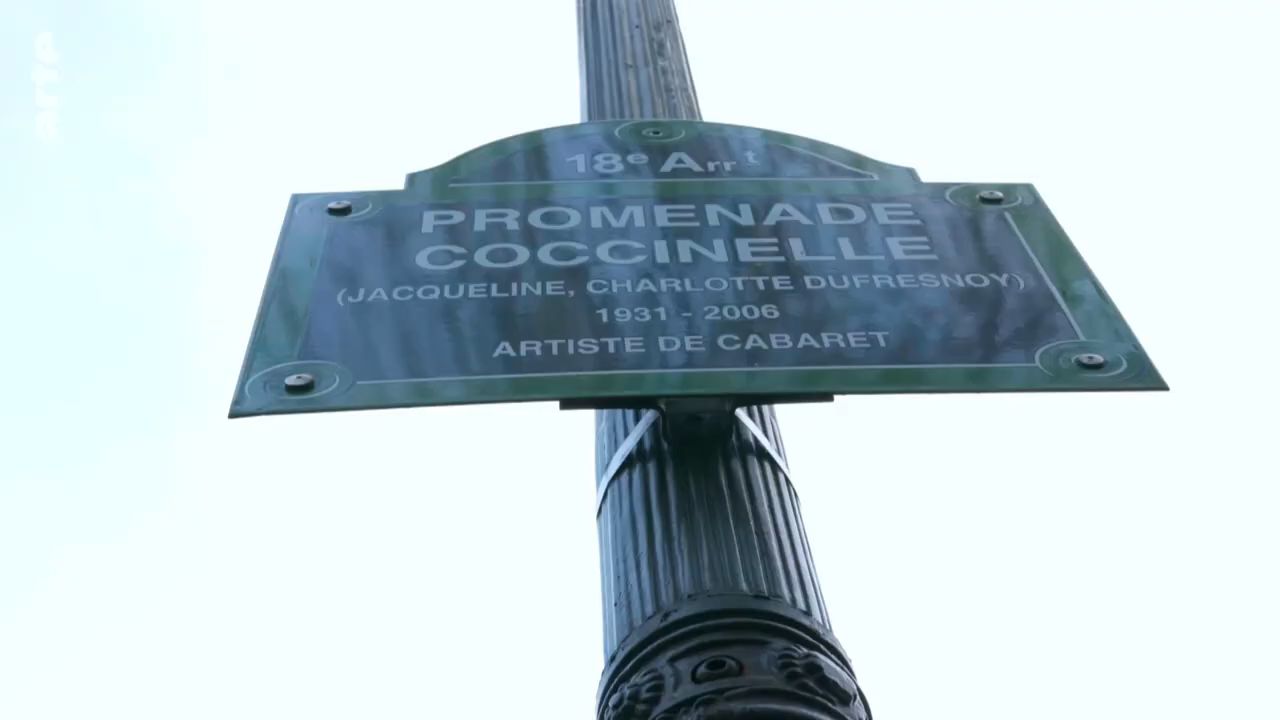 arte
18e Arrt
PROMENADE
COCCINELLE
(JACQUELINE, CHARLOTTE DUFRESNOY)
1931 - 2006
ARTISTE DE CABARET